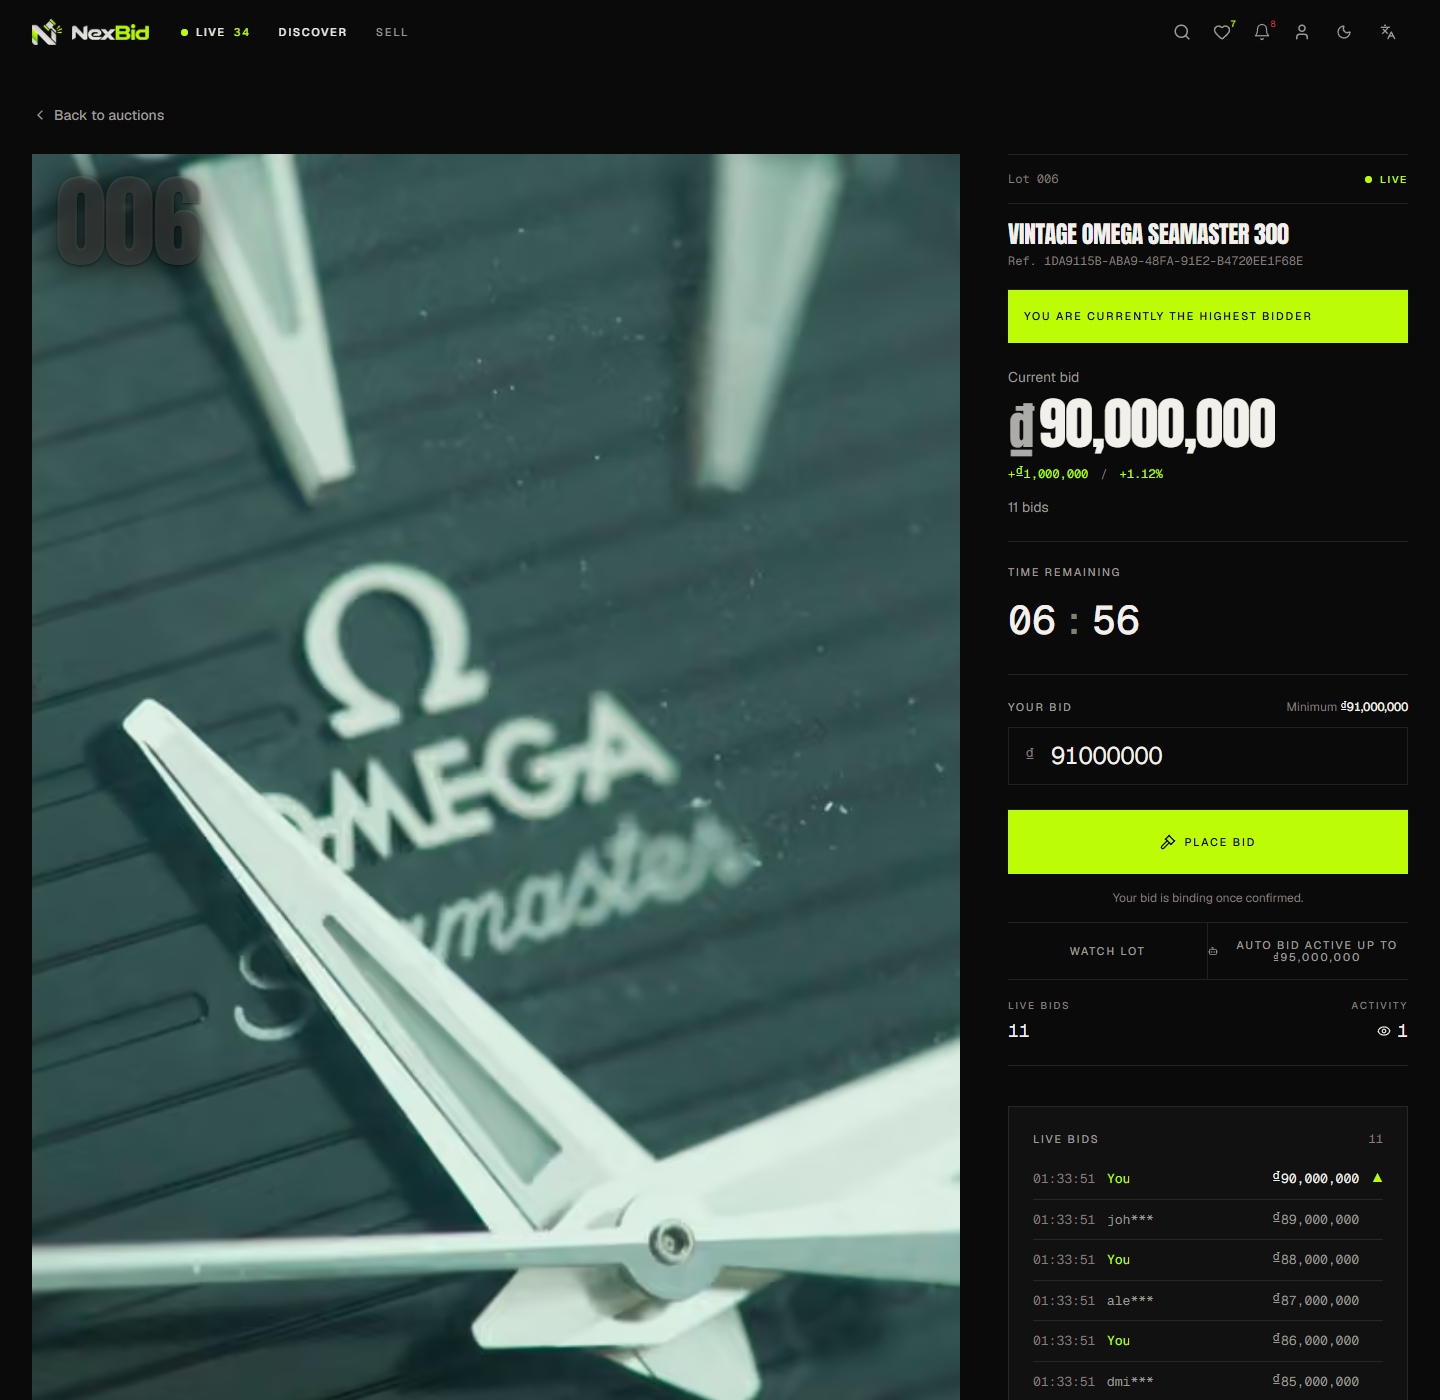 NexBid
LIVE 34 DISCOVER SELL
7 8
Back to auctions
006
Lot 006
LIVE
VINTAGE OMEGA SEAMASTER 300
Ref. 1DA9115B-ABA9-48FA-91E2-B4720EE1F68E
YOU ARE CURRENTLY THE HIGHEST BIDDER
Current bid
₫90,000,000
+₫1,000,000 / +1.12%
11 bids
TIME REMAINING
06 : 56
YOUR BID
Minimum ₫91,000,000
₫ 91000000
PLACE BID
Your bid is binding once confirmed.
WATCH LOT
AUTO BID ACTIVE UP TO
₫95,000,000
LIVE BIDS
ACTIVITY
11
1
LIVE BIDS 11
01:33:51 You ₫90,000,000 ▲
01:33:51 joh*** ₫89,000,000
01:33:51 You ₫88,000,000
01:33:51 ale*** ₫87,000,000
01:33:51 You ₫86,000,000
01:33:51 dmi*** ₫85,000,000
Ω
OMEGA
Seamaster